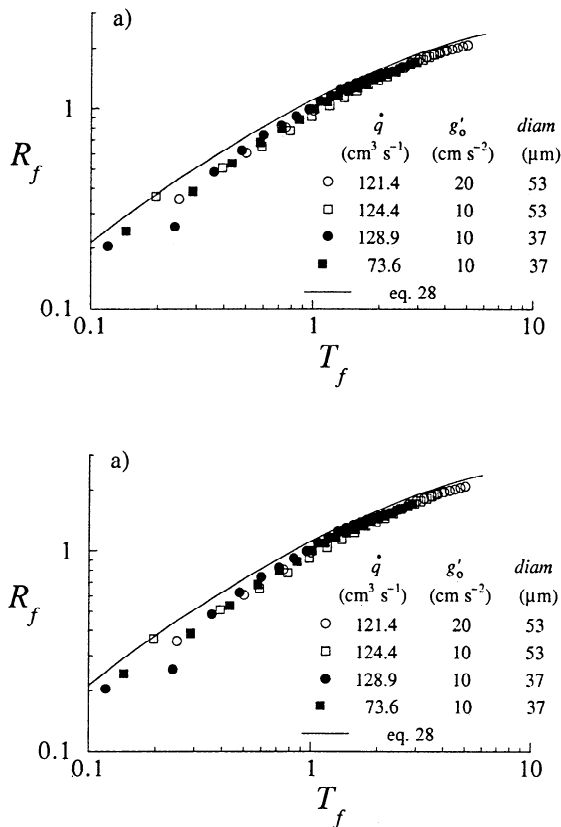 a)
1
R_f
q̇ g'₀ diam
(cm³ s⁻¹) (cm s⁻²) (µm)
○ 121.4 20 53
□ 124.4 10 53
● 128.9 10 37
■ 73.6 10 37
— eq. 28
0.1
0.1 1 10
T_f
a)
1
R_f
q̇ g'₀ diam
(cm³ s⁻¹) (cm s⁻²) (µm)
○ 121.4 20 53
□ 124.4 10 53
● 128.9 10 37
■ 73.6 10 37
— eq. 28
0.1
0.1 1 10
T_f